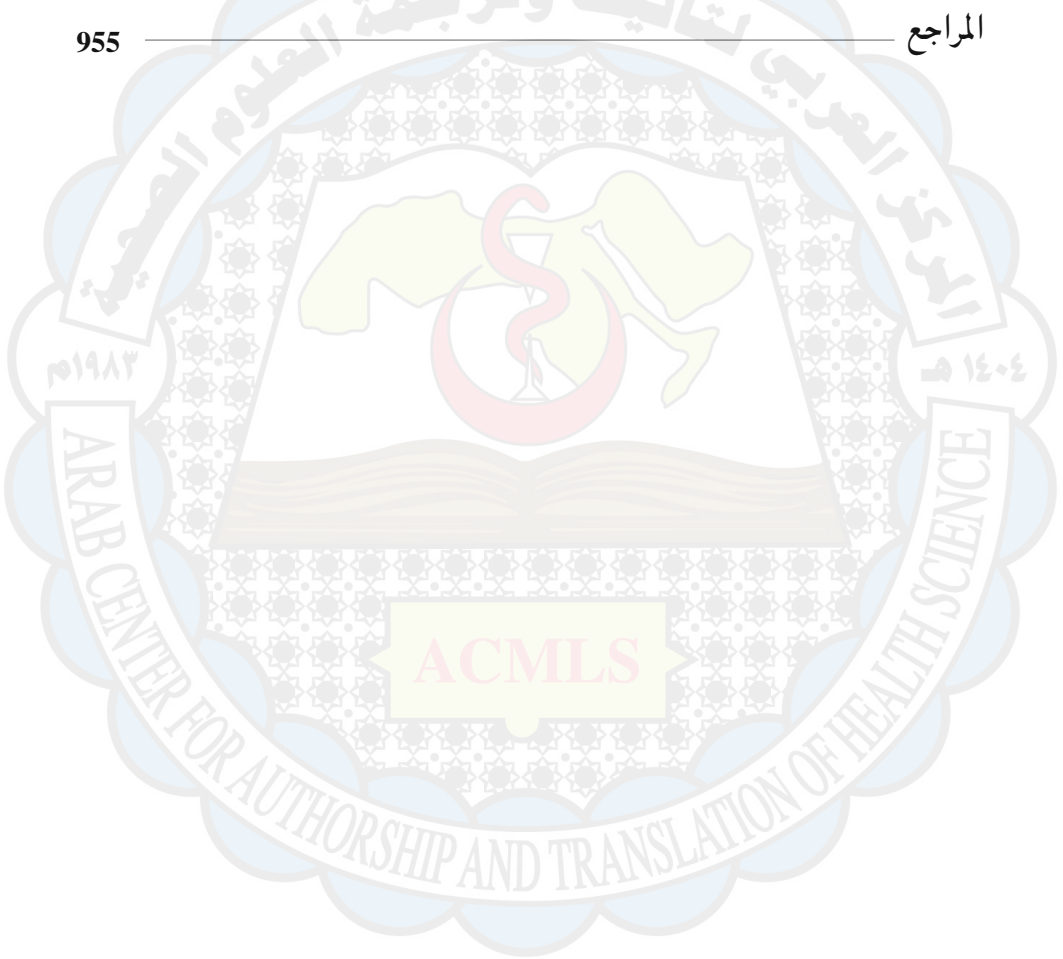 المراجع
955
المركز العربي لتأليف وترجمة العلوم الصحية
١٤٠٤ هـ
١٩٨٣م
ACMLS
ARAB CENTER FOR AUTHORSHIP AND TRANSLATION OF HEALTH SCIENCE